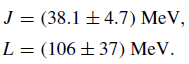 J = (38.1 ± 4.7) MeV,
L = (106 ± 37) MeV.